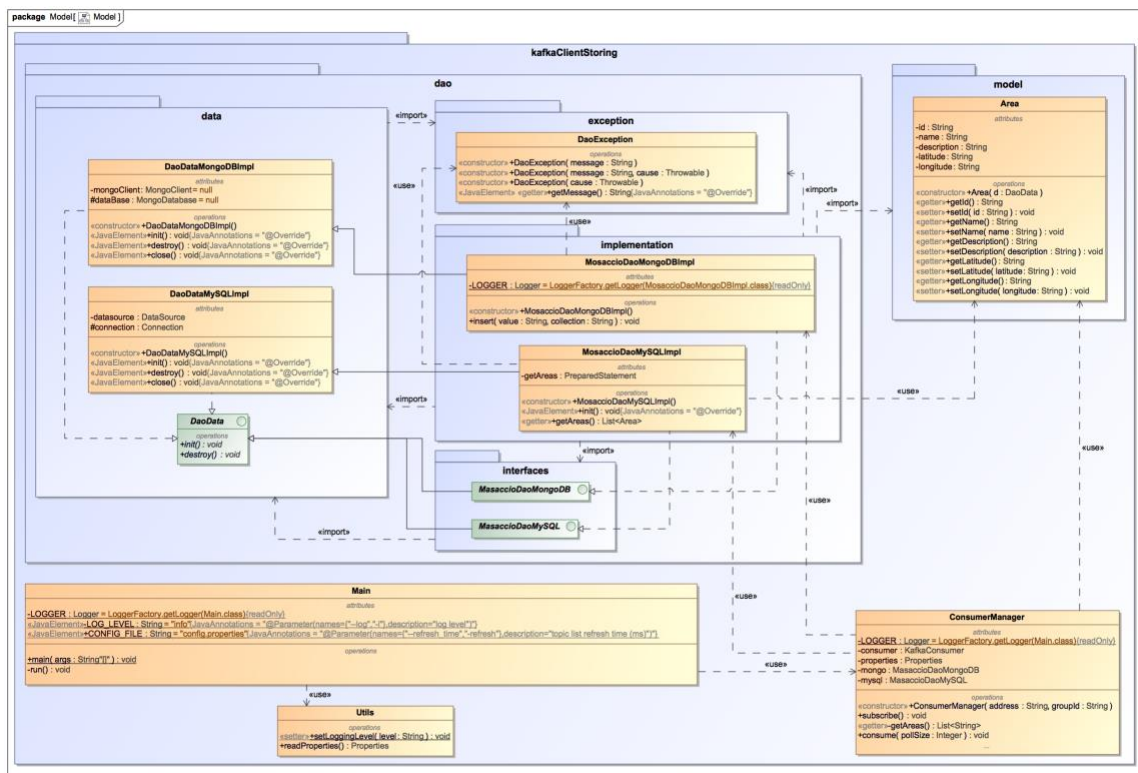 package Model[ Model ]
kafkaClientStoring
dao
data
DaoDataMongoDBImpl
attributes
-mongoClient : MongoClient = null
#dataBase : MongoDatabase = null
operations
«constructor»+DaoDataMongoDBImpl()
«JavaElement»+init() : void{JavaAnnotations = "@Override"}
«JavaElement»+destroy() : void{JavaAnnotations = "@Override"}
«JavaElement»+close() : void{JavaAnnotations = "@Override"}
DaoDataMySQLImpl
attributes
-datasource : DataSource
#connection : Connection
operations
«constructor»+DaoDataMySQLImpl()
«JavaElement»+init() : void{JavaAnnotations = "@Override"}
«JavaElement»+destroy() : void{JavaAnnotations = "@Override"}
«JavaElement»+close() : void{JavaAnnotations = "@Override"}
DaoData
operations
+init() : void
+destroy() : void
«import»
«use»
«import»
«import»
exception
DaoException
operations
«constructor»+DaoException( message : String )
«constructor»+DaoException( message : String, cause : Throwable )
«constructor»+DaoException( cause : Throwable )
«JavaElement» «getter»+getMessage() : String{JavaAnnotations = "@Override"}
«use»
«import»
«import»
implementation
MosaccioDaoMongoDBImpl
attributes
-LOGGER : Logger = LoggerFactory.getLogger(MosaccioDaoMongoDBImpl.class){readOnly}
operations
«constructor»+MosaccioDaoMongoDBImpl()
+insert( value : String, collection : String ) : void
MosaccioDaoMySQLImpl
attributes
-getAreas : PreparedStatement
operations
«constructor»+MosaccioDaoMySQLImpl()
«JavaElement»+init() : void{JavaAnnotations = "@Override"}
«getter»+getAreas() : List<Area>
«import»
interfaces
MasaccioDaoMongoDB
MasaccioDaoMySQL
model
Area
attributes
-id : String
-name : String
-description : String
-latitude : String
-longitude : String
operations
«constructor»+Area( d : DaoData )
«getter»+getId() : String
«setter»+setId( id : String ) : void
«getter»+getName() : String
«setter»+setName( name : String ) : void
«getter»+getDescription() : String
«setter»+setDescription( description : String ) : void
«getter»+getLatitude() : String
«setter»+setLatitude( latitude : String ) : void
«getter»+getLongitude() : String
«setter»+setLongitude( longitude : String ) : void
«use»
«use»
«use»
«use»
Main
attributes
-LOGGER : Logger = LoggerFactory.getLogger(Main.class){readOnly}
«JavaElement»-LOG_LEVEL : String = "info"{JavaAnnotations = "@Parameter(names={"--log","-l"},description="log level")"}
«JavaElement»+CONFIG_FILE : String = "config.properties"{JavaAnnotations = "@Parameter(names={"--refresh_time","-refresh"},description="topic list refresh time (ms)")"}
operations
+main( args : String"[]" ) : void
-run() : void
«use»
«use»
Utils
operations
«setter»+setLoggingLevel( level : String ) : void
+readProperties() : Properties
ConsumerManager
attributes
-LOGGER : Logger = LoggerFactory.getLogger(Main.class){readOnly}
-consumer : KafkaConsumer
-properties : Properties
-mongo : MasaccioDaoMongoDB
-mysql : MasaccioDaoMySQL
operations
«constructor»+ConsumerManager( address : String, groupId : String )
+subscribe() : void
«getter»-getAreas() : List<String>
+consume( pollSize : Integer ) : void
...